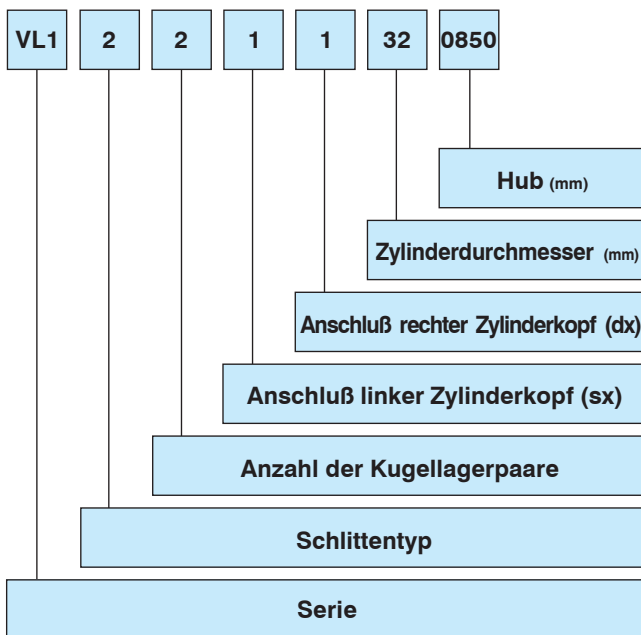 VL1 2 2 1 1 32 0850
Hub (mm)
Zylinderdurchmesser (mm)
Anschluß rechter Zylinderkopf (dx)
Anschluß linker Zylinderkopf (sx)
Anzahl der Kugellagerpaare
Schlittentyp
Serie